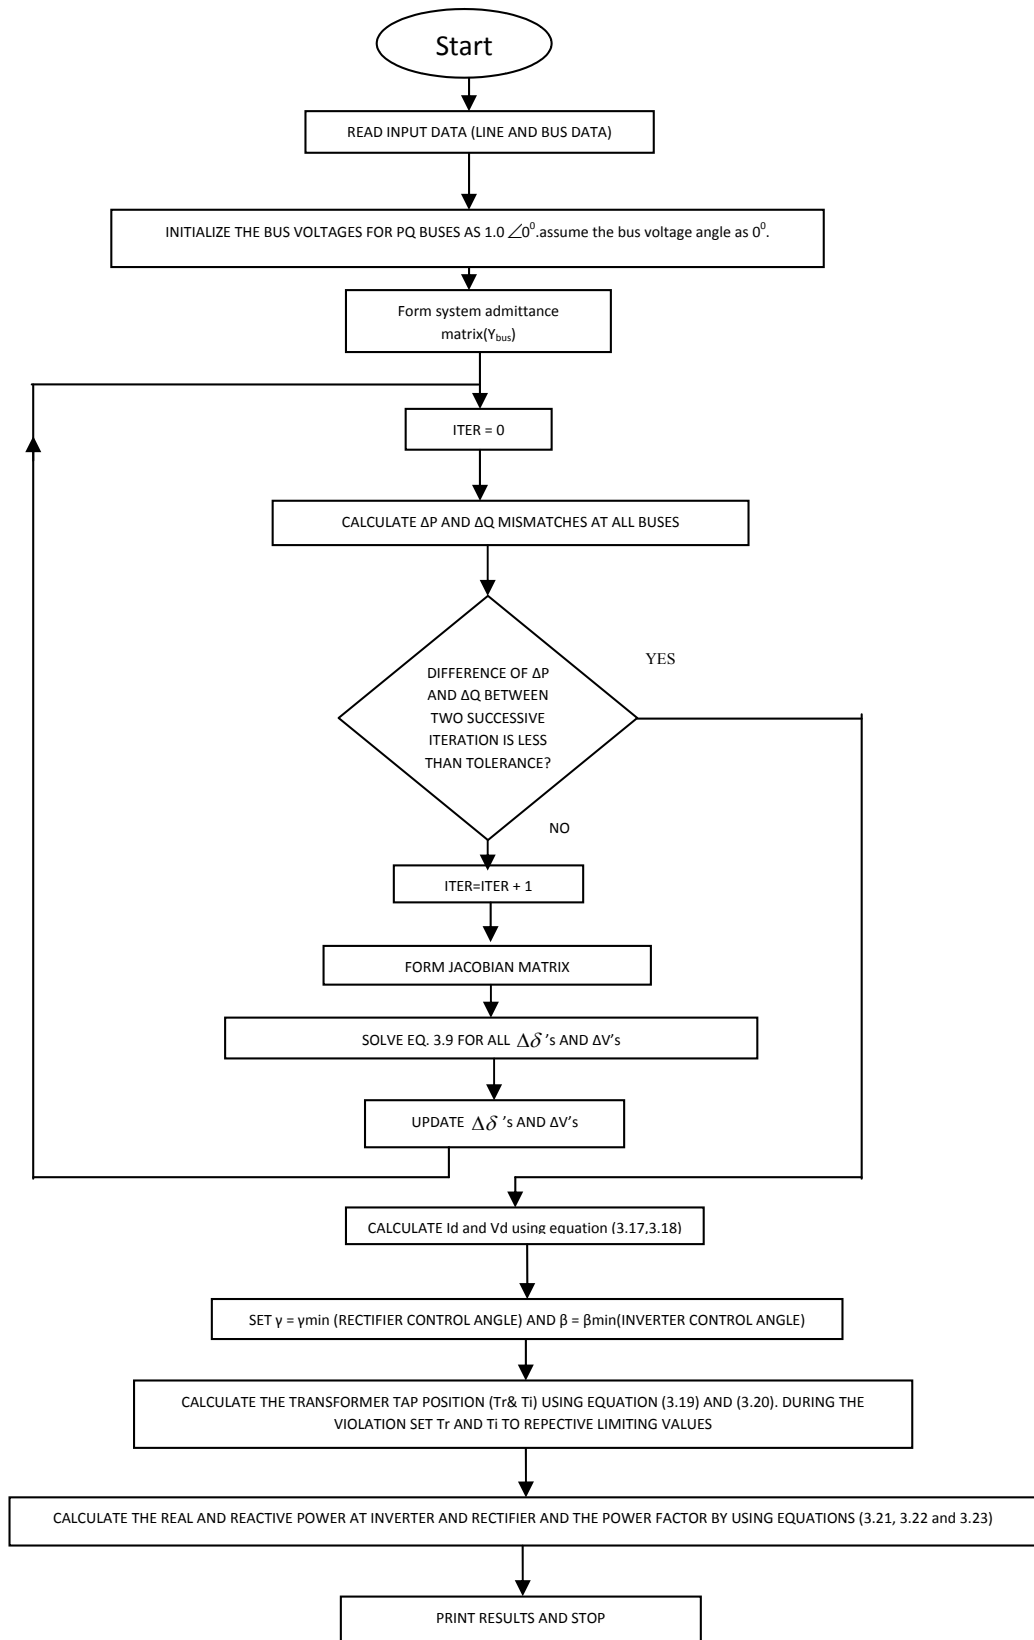 Start
READ INPUT DATA (LINE AND BUS DATA)
INITIALIZE THE BUS VOLTAGES FOR PQ BUSES AS 1.0 ∠0⁰.assume the bus voltage angle as 0⁰.
Form system admittance
matrix(Y_bus)
ITER = 0
CALCULATE ΔP AND ΔQ MISMATCHES AT ALL BUSES
YES
DIFFERENCE OF ΔP
AND ΔQ BETWEEN
TWO SUCCESSIVE
ITERATION IS LESS
THAN TOLERANCE?
NO
ITER=ITER + 1
FORM JACOBIAN MATRIX
SOLVE EQ. 3.9 FOR ALL Δδ 's AND ΔV's
UPDATE Δδ 's AND ΔV's
CALCULATE Id and Vd using equation (3.17,3.18)
SET γ = γmin (RECTIFIER CONTROL ANGLE) AND β = βmin(INVERTER CONTROL ANGLE)
CALCULATE THE TRANSFORMER TAP POSITION (Tr& Ti) USING EQUATION (3.19) AND (3.20). DURING THE
VIOLATION SET Tr AND Ti TO REPECTIVE LIMITING VALUES
CALCULATE THE REAL AND REACTIVE POWER AT INVERTER AND RECTIFIER AND THE POWER FACTOR BY USING EQUATIONS (3.21, 3.22 and 3.23)
PRINT RESULTS AND STOP